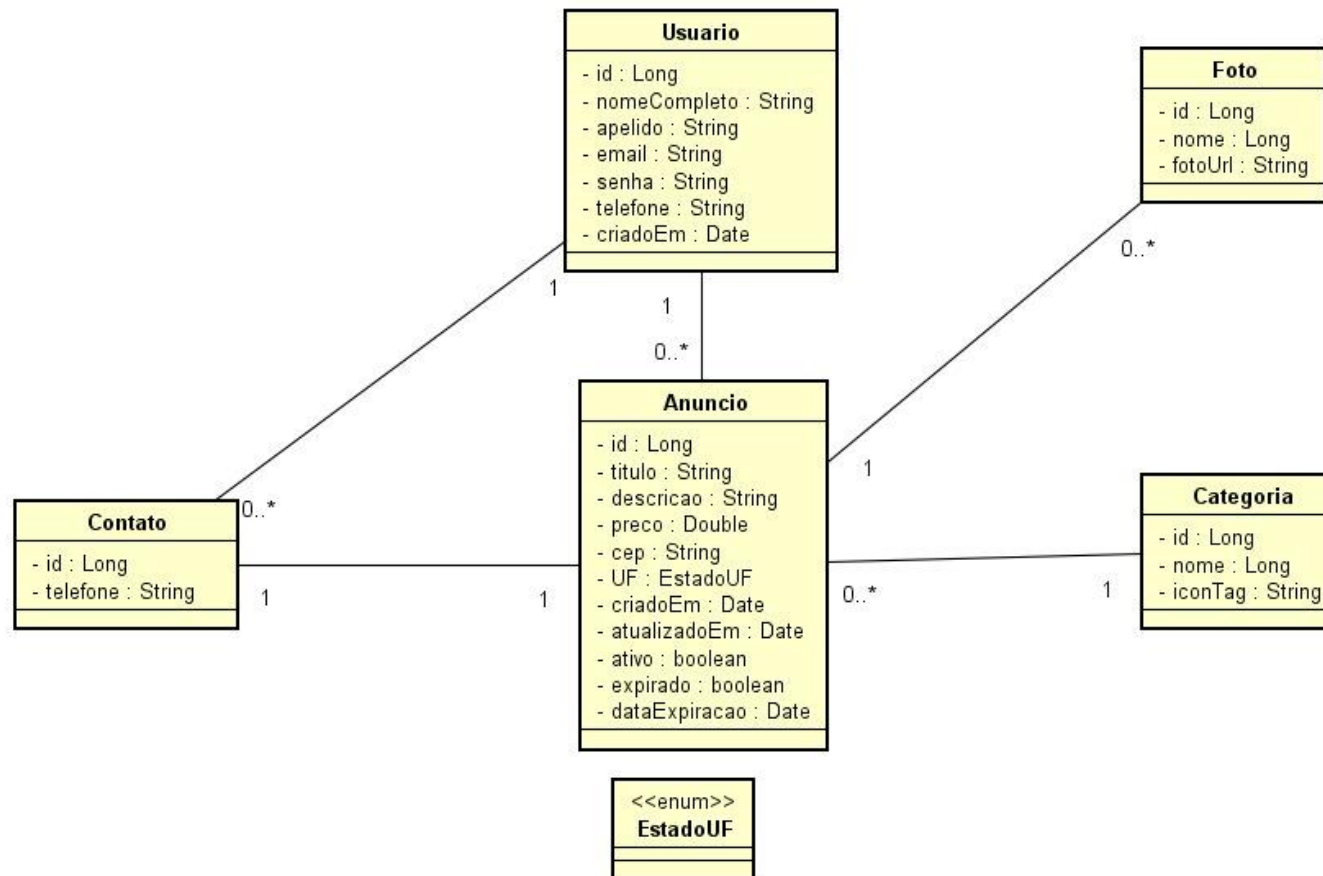 Usuario
- id : Long
- nomeCompleto : String
- apelido : String
- email : String
- senha : String
- telefone : String
- criadoEm : Date
Foto
- id : Long
- nome : Long
- fotoUrl : String
1
1
0..*
0..*
Anuncio
- id : Long
- titulo : String
- descricao : String
- preco : Double
- cep : String
- UF : EstadoUF
- criadoEm : Date
- atualizadoEm : Date
- ativo : boolean
- expirado : boolean
- dataExpiracao : Date
1
0..*
Contato
- id : Long
- telefone : String
1
1
Categoria
- id : Long
- nome : Long
- iconTag : String
0..*
1
<<enum>>
EstadoUF